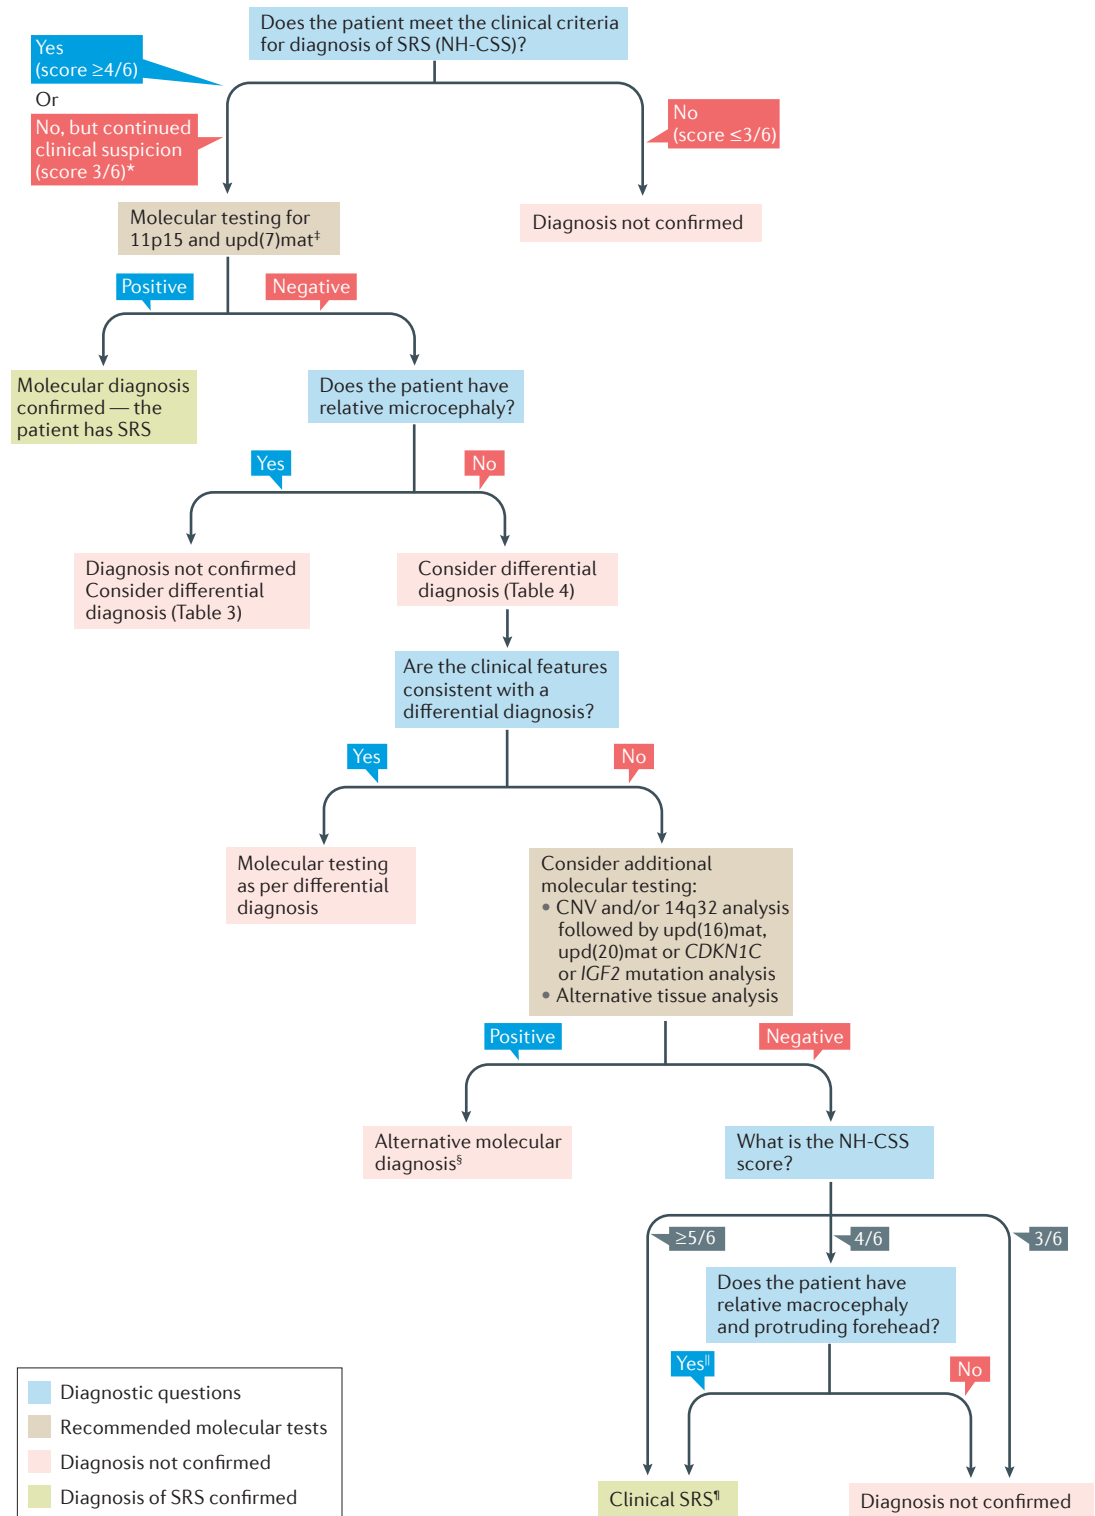 Does the patient meet the clinical criteria
for diagnosis of SRS (NH-CSS)?
Yes
(score ≥4/6)
Or
No, but continued
clinical suspicion
(score 3/6)*
No
(score ≤3/6)
Molecular testing for
11p15 and upd(7)mat‡
Diagnosis not confirmed
Positive
Negative
Molecular diagnosis
confirmed — the
patient has SRS
Does the patient have
relative microcephaly?
Yes
No
Diagnosis not confirmed
Consider differential
diagnosis (Table 3)
Consider differential
diagnosis (Table 4)
Are the clinical features
consistent with a
differential diagnosis?
Yes
No
Molecular testing
as per differential
diagnosis
Consider additional
molecular testing:
• CNV and/or 14q32 analysis
followed by upd(16)mat,
upd(20)mat or CDKN1C
or IGF2 mutation analysis
• Alternative tissue analysis
Positive
Negative
Alternative molecular
diagnosis§
What is the NH-CSS
score?
≥5/6
4/6
3/6
Does the patient have
relative macrocephaly
and protruding forehead?
Yes||
No
Clinical SRS¶
Diagnosis not confirmed
Diagnostic questions
Recommended molecular tests
Diagnosis not confirmed
Diagnosis of SRS confirmed